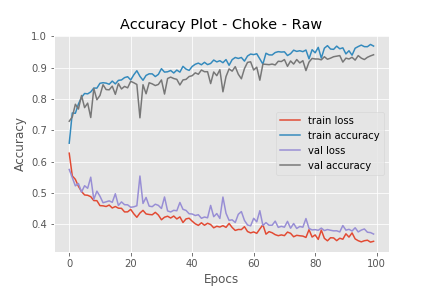 Accuracy Plot - Choke - Raw
1.0
0.9
0.8
0.7
0.6
0.5
0.4
Accuracy
train loss
train accuracy
val loss
val accuracy
0
20
40
60
80
100
Epocs